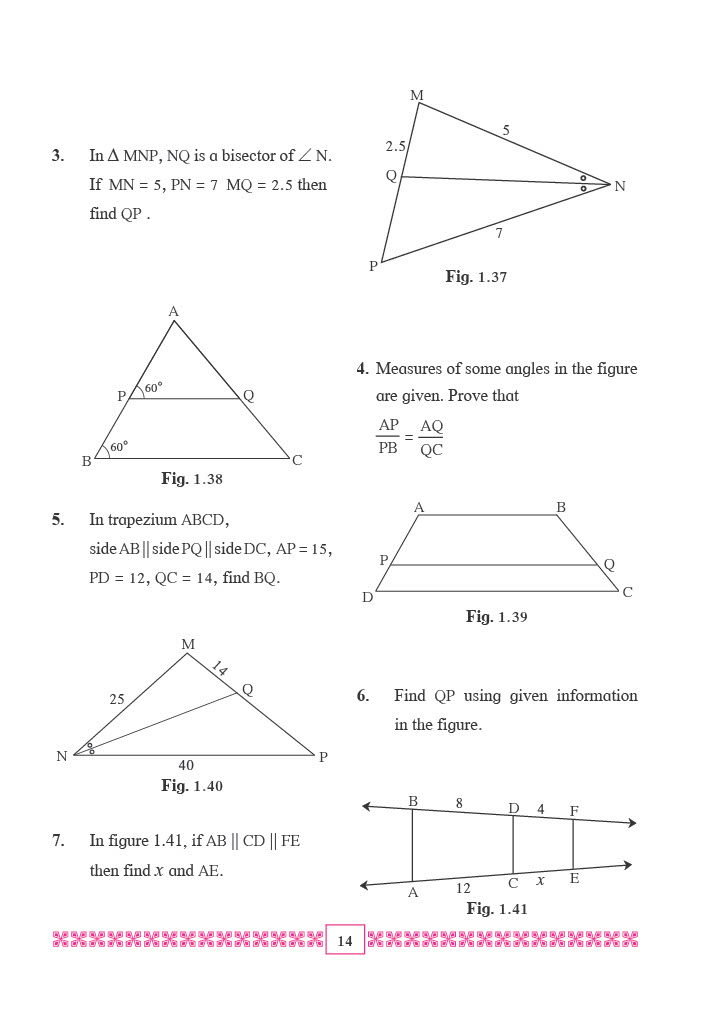 3. In Δ MNP, NQ is a bisector of ∠ N.
If MN = 5, PN = 7 MQ = 2.5 then
find QP .
M
5
2.5
Q
N
7
P
Fig. 1.37
A
P
60°
Q
60°
B
C
Fig. 1.38
4. Measures of some angles in the figure
are given. Prove that
AP/PB = AQ/QC
5. In trapezium ABCD,
side AB || side PQ || side DC, AP = 15,
PD = 12, QC = 14, find BQ.
A
B
P
Q
D
C
Fig. 1.39
M
14
25
Q
N
P
40
Fig. 1.40
6. Find QP using given information
in the figure.
7. In figure 1.41, if AB || CD || FE
then find x and AE.
B
8
D
4
F
A
12
C
x
E
Fig. 1.41
14